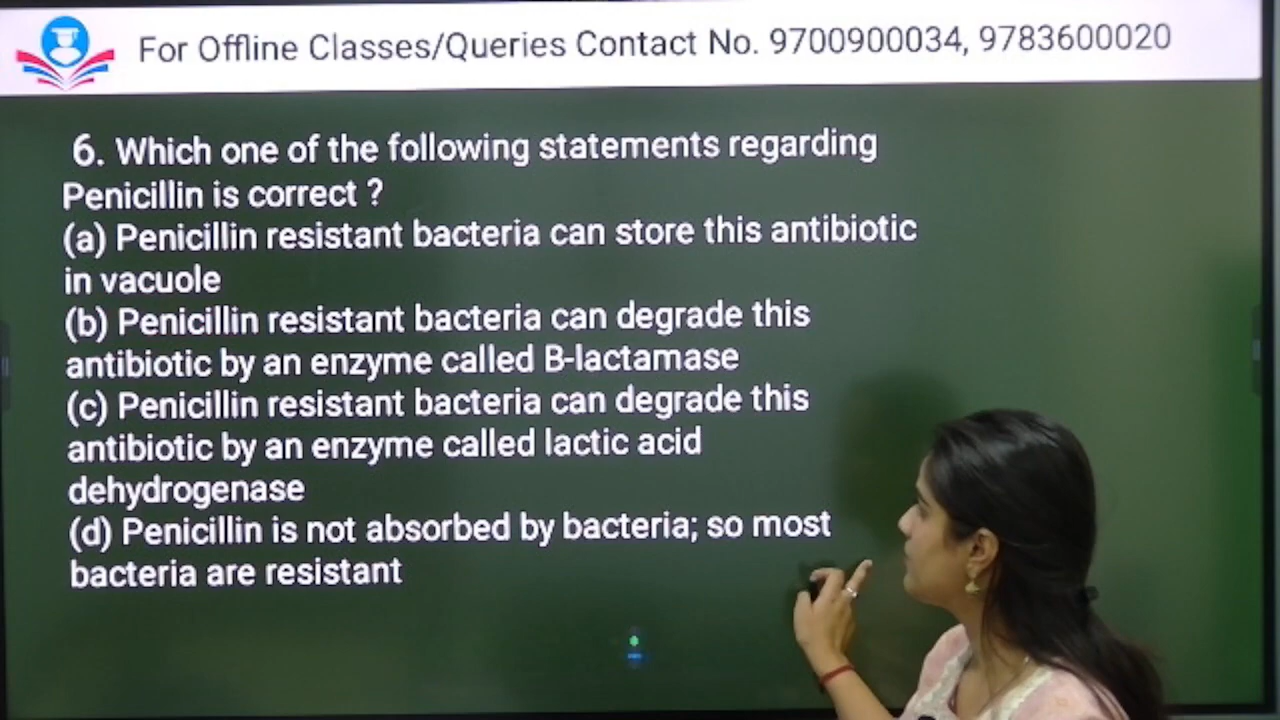 For Offline Classes/Queries Contact No. 9700900034, 9783600020
6. Which one of the following statements regarding
Penicillin is correct ?
(a) Penicillin resistant bacteria can store this antibiotic
in vacuole
(b) Penicillin resistant bacteria can degrade this
antibiotic by an enzyme called B-lactamase
(c) Penicillin resistant bacteria can degrade this
antibiotic by an enzyme called lactic acid
dehydrogenase
(d) Penicillin is not absorbed by bacteria; so most
bacteria are resistant